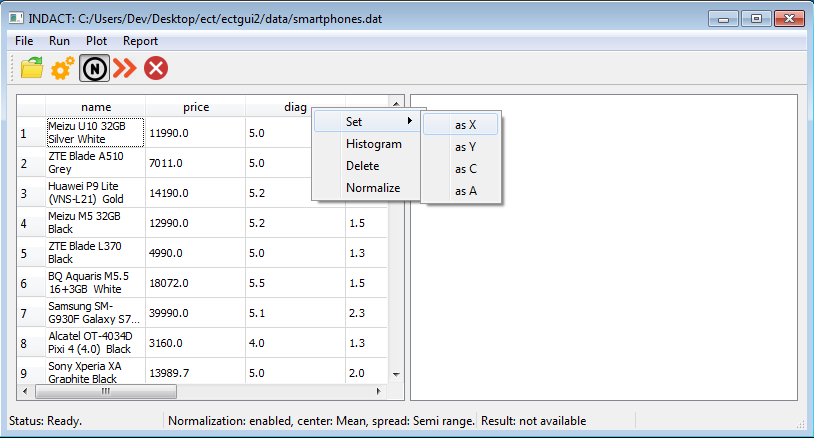 INDACT: C:/Users/Dev/Desktop/ect/ectgui2/data/smartphones.dat
File Run Plot Report
N
name price diag
1 Meizu U10 32GB Silver White 11990.0 5.0
2 ZTE Blade A510 Grey 7011.0 5.0
3 Huawei P9 Lite (VNS-L21) Gold 14190.0 5.2
4 Meizu M5 32GB Black 12990.0 5.2 1.5
5 ZTE Blade L370 Black 4990.0 5.0 1.3
6 BQ Aquaris M5.5 16+3GB White 18072.0 5.5 1.5
7 Samsung SM-G930F Galaxy S7... 39990.0 5.1 2.3
8 Alcatel OT-4034D Pixi 4 (4.0) Black 3160.0 4.0 1.3
9 Sony Xperia XA Graphite Black 13989.7 5.0 2.0
Set
Histogram
Delete
Normalize
as X
as Y
as C
as A
Status: Ready. Normalization: enabled, center: Mean, spread: Semi range. Result: not available